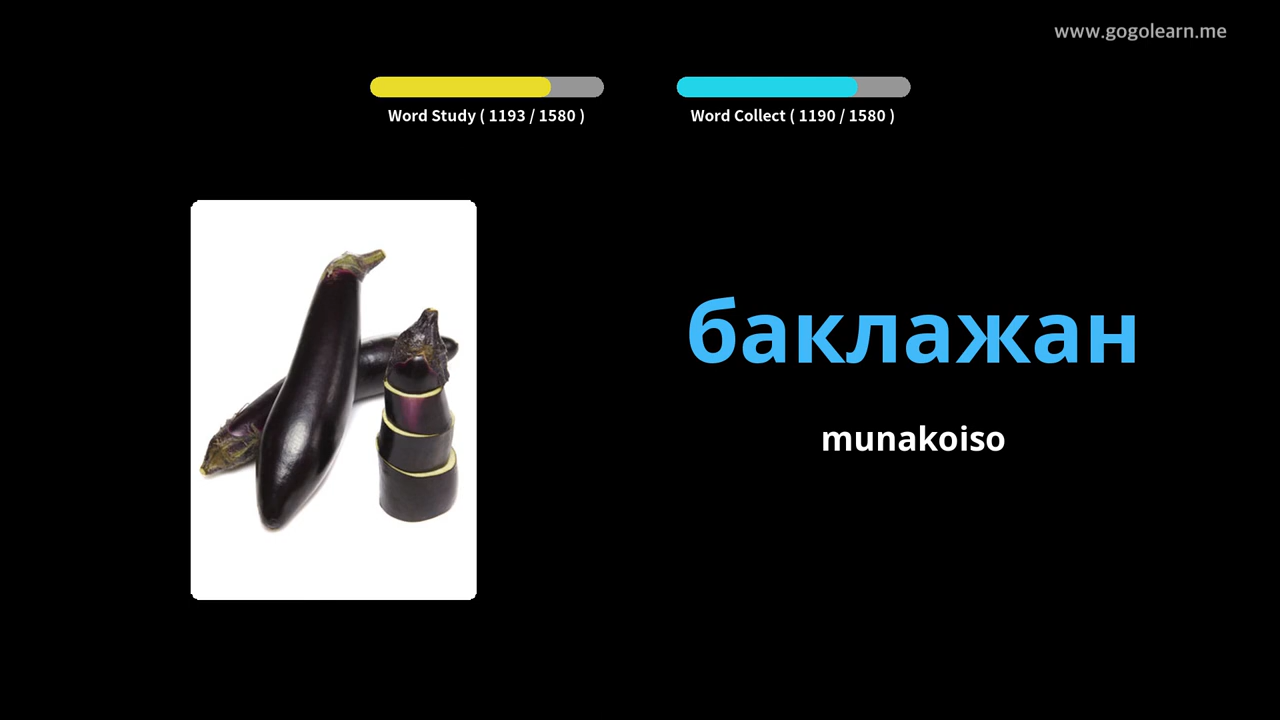 www.gogolearn.me
Word Study ( 1193 / 1580 )
Word Collect ( 1190 / 1580 )
баклажан
munakoiso